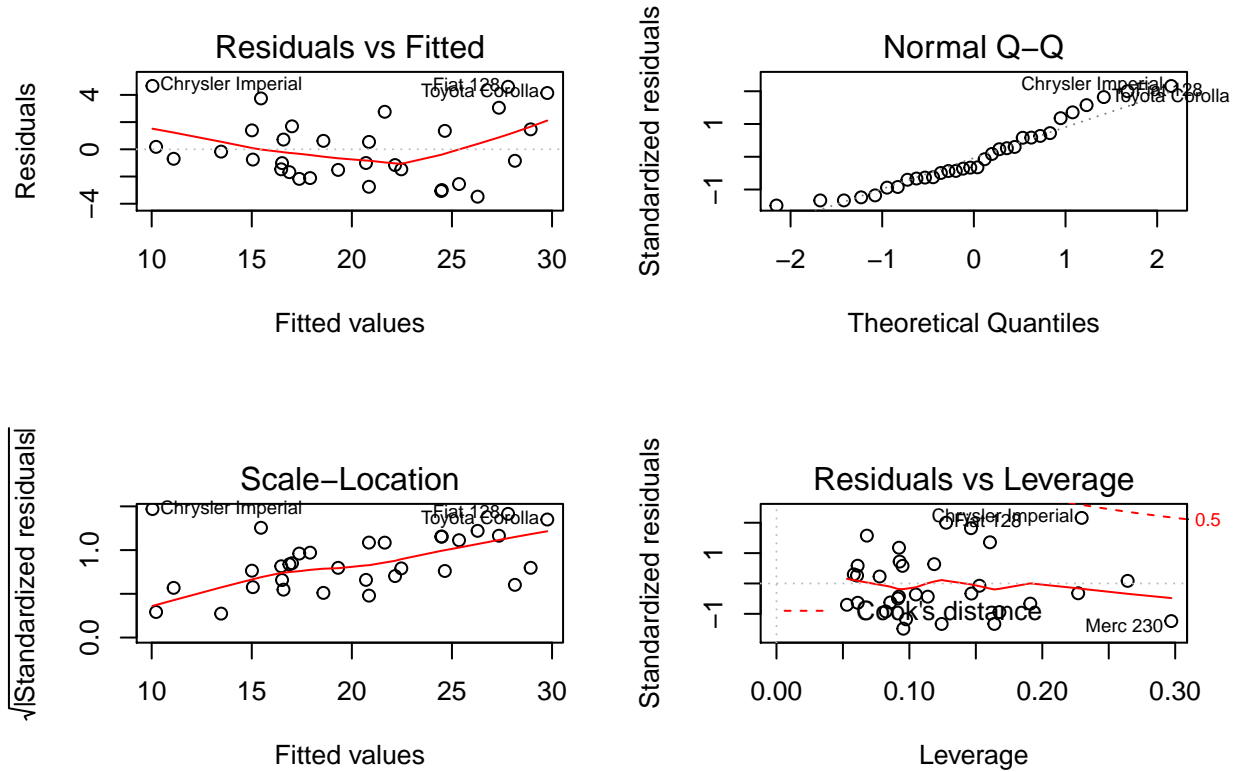 Residuals vs Fitted
Residuals
4
0
−4
Chrysler Imperial
Fiat 128
Toyota Corolla
10 15 20 25 30
Fitted values
Normal Q−Q
Standardized residuals
1
−1
Chrysler Imperial
Fiat 128
Toyota Corolla
−2 −1 0 1 2
Theoretical Quantiles
Scale−Location
√|Standardized residuals|
1.0
0.0
Chrysler Imperial
Fiat 128
Toyota Corolla
10 15 20 25 30
Fitted values
Residuals vs Leverage
Standardized residuals
1
−1
Chrysler Imperial
Fiat 128
0.5
Cook's distance
Merc 230
0.00 0.10 0.20 0.30
Leverage